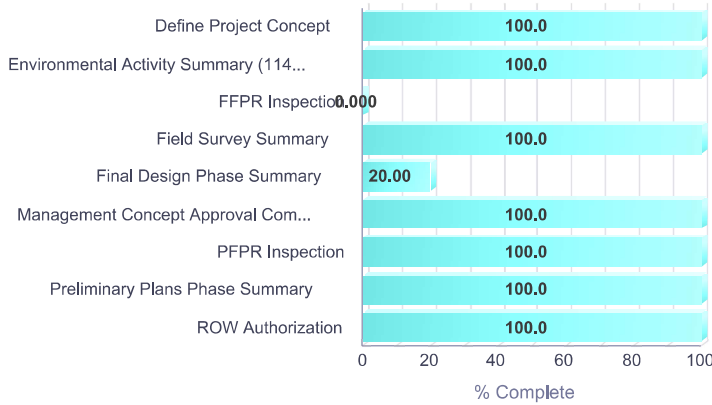 Define Project Concept 100.0
Environmental Activity Summary (114... 100.0
FFPR Inspection 0.000
Field Survey Summary 100.0
Final Design Phase Summary 20.00
Management Concept Approval Com... 100.0
PFPR Inspection 100.0
Preliminary Plans Phase Summary 100.0
ROW Authorization 100.0
0 20 40 60 80 100
% Complete